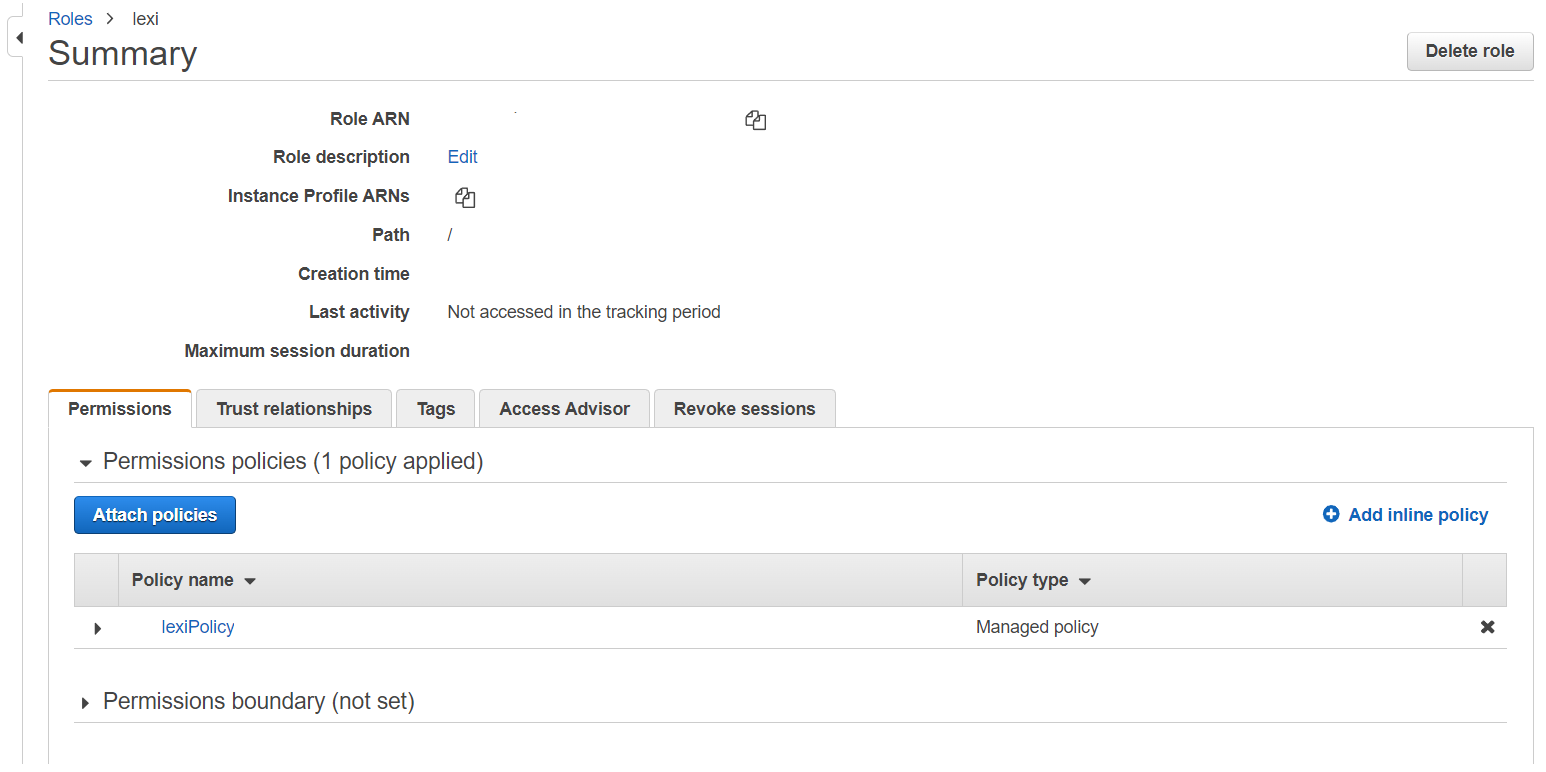 Roles > lexi
Summary
Delete role
Role ARN
Role description Edit
Instance Profile ARNs
Path /
Creation time
Last activity Not accessed in the tracking period
Maximum session duration
Permissions Trust relationships Tags Access Advisor Revoke sessions
Permissions policies (1 policy applied)
Attach policies Add inline policy
Policy name Policy type
lexiPolicy Managed policy
Permissions boundary (not set)